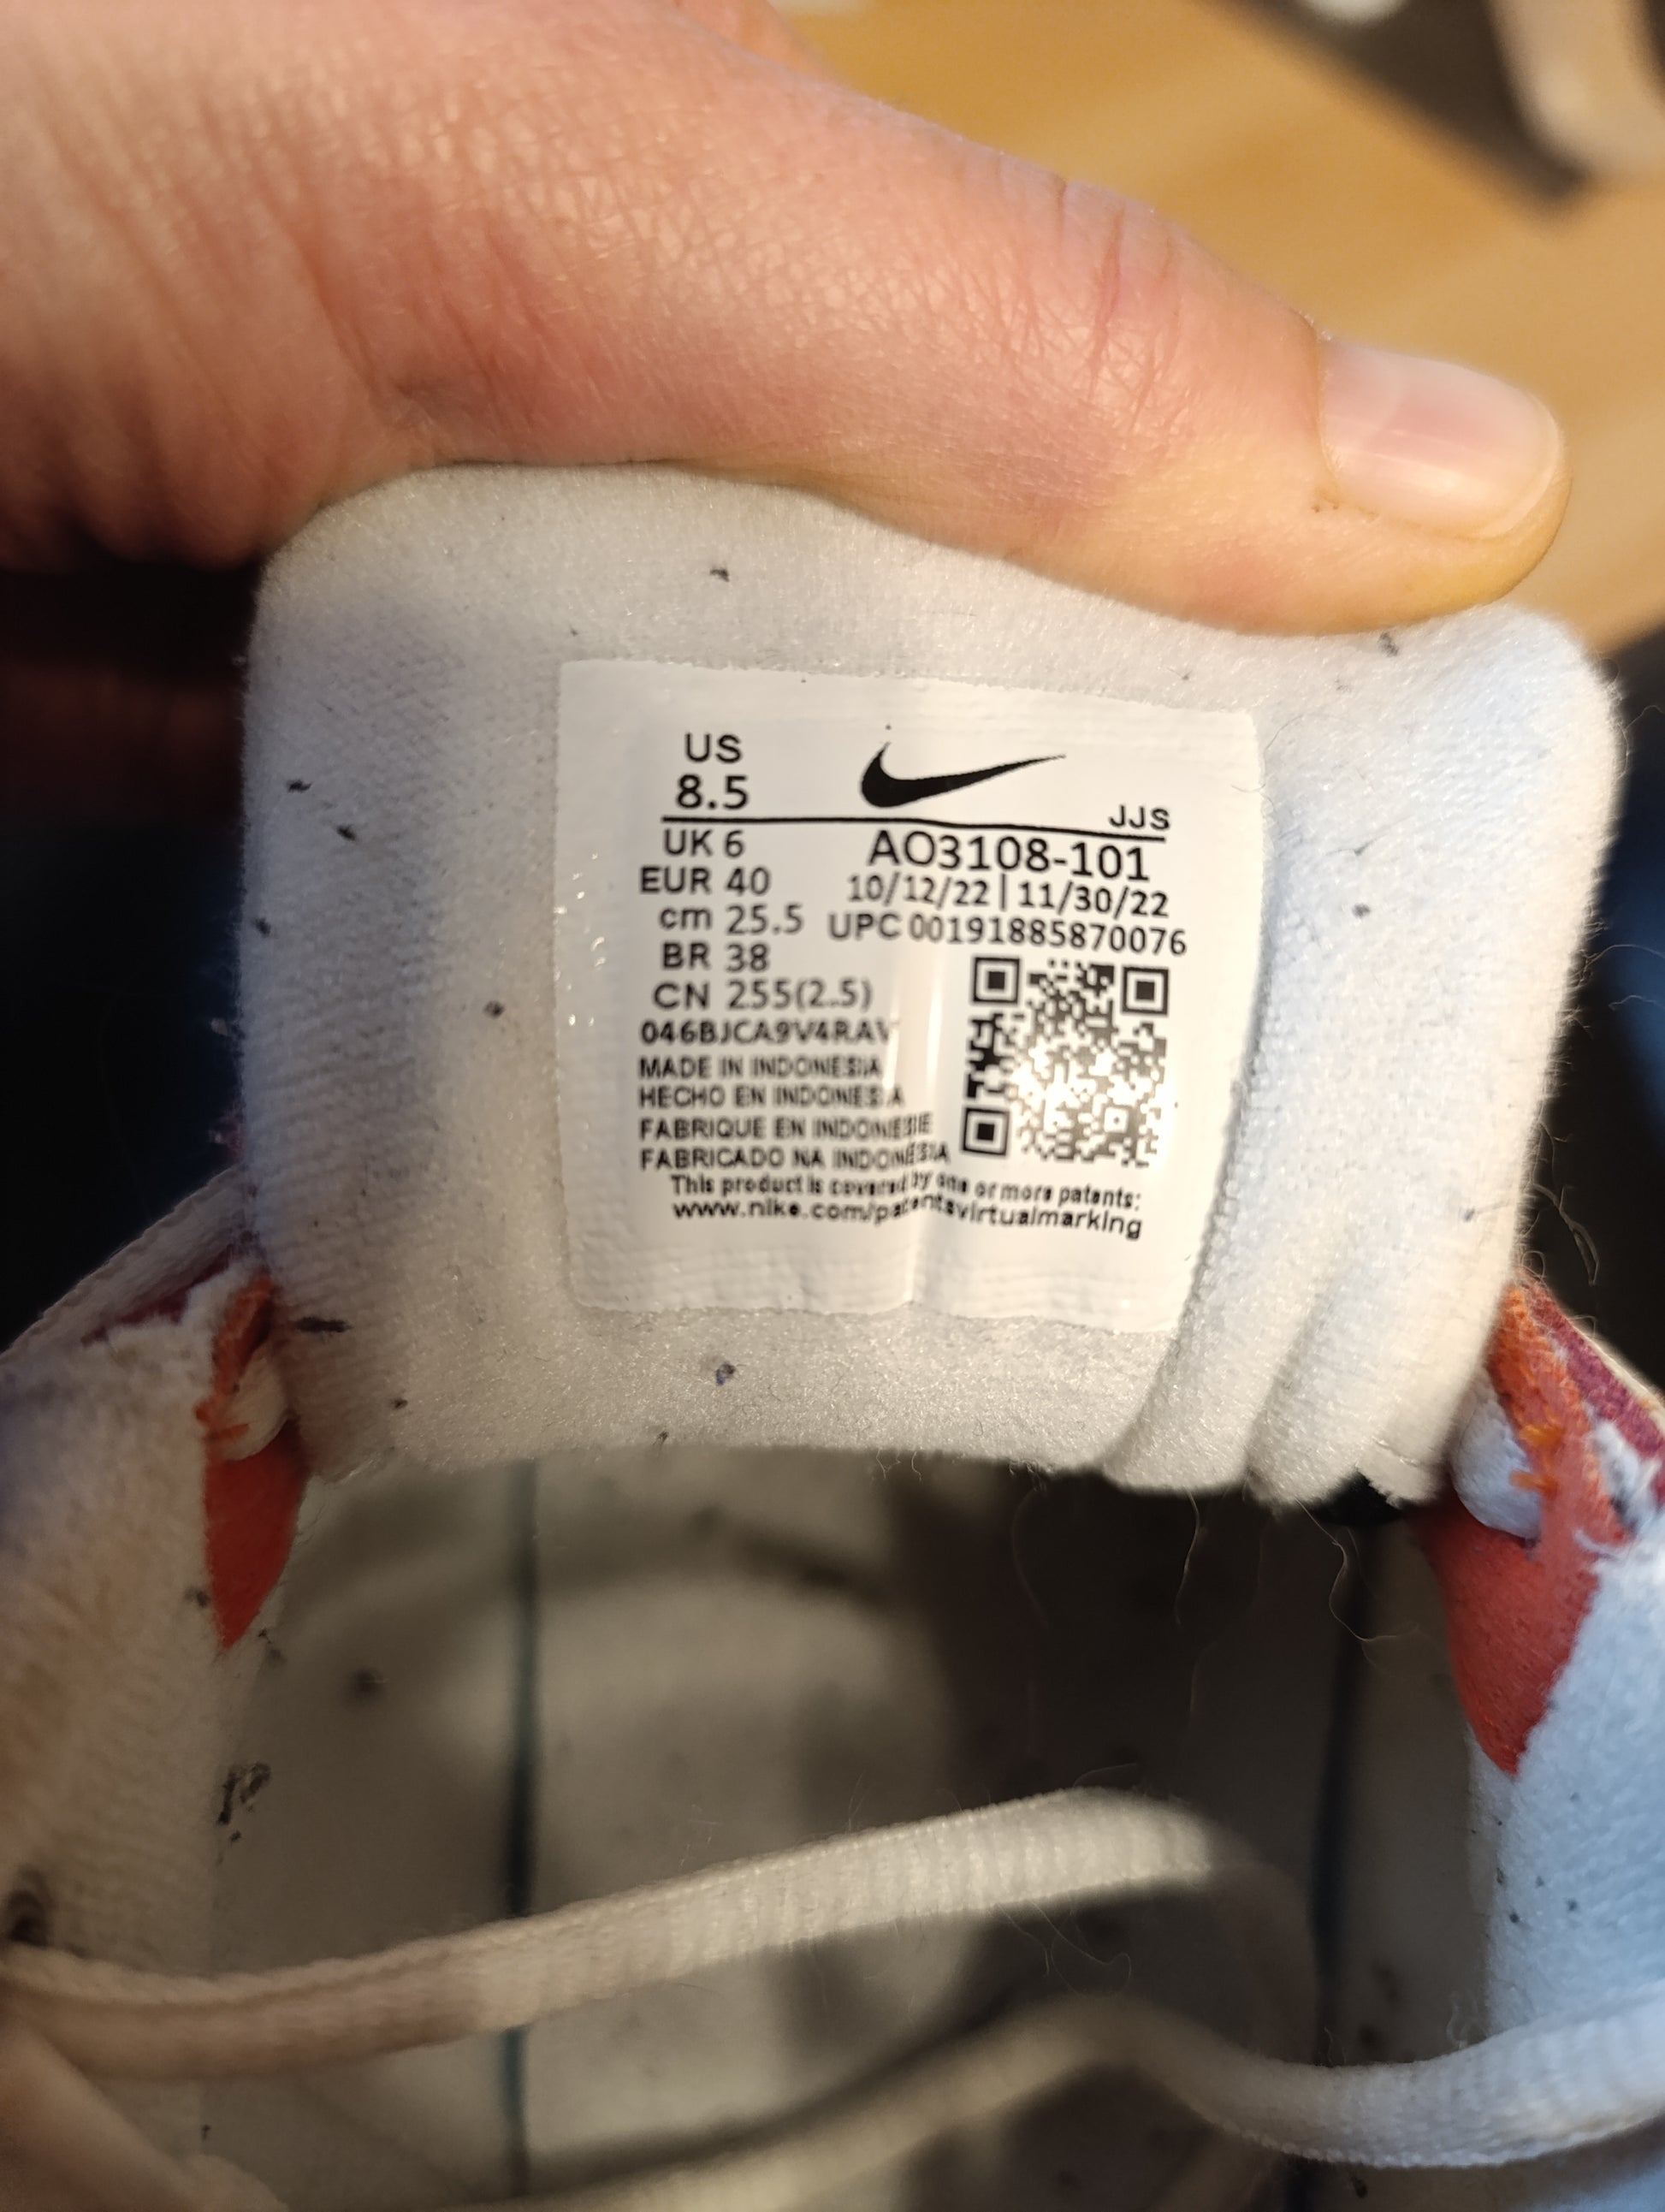 US
8.5
JJS
UK 6
AO3108-101
EUR 40
10/12/22 | 11/30/22
cm 25.5
UPC 00191885870076
BR 38
CN 255(2.5)
046BJCA9V4RAV
MADE IN INDONESIA
HECHO EN INDONESIA
FABRIQUE EN INDONESIE
FABRICADO NA INDONESIA
This product is covered by one or more patents:
www.nike.com/patentsvirtualmarking